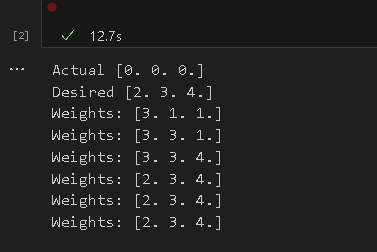 [2]
12.7s
Actual [0. 0. 0.]
Desired [2. 3. 4.]
Weights: [3. 1. 1.]
Weights: [3. 3. 1.]
Weights: [3. 3. 4.]
Weights: [2. 3. 4.]
Weights: [2. 3. 4.]
Weights: [2. 3. 4.]